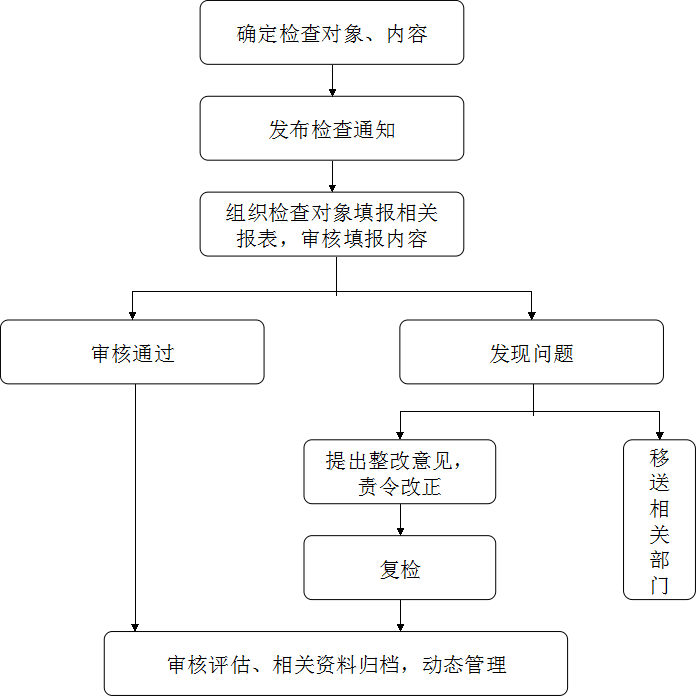 确定检查对象、内容
发布检查通知
组织检查对象填报相关
报表，审核填报内容
审核通过
发现问题
提出整改意见，
责令改正
移送相关部门
复检
审核评估、相关资料归档，动态管理